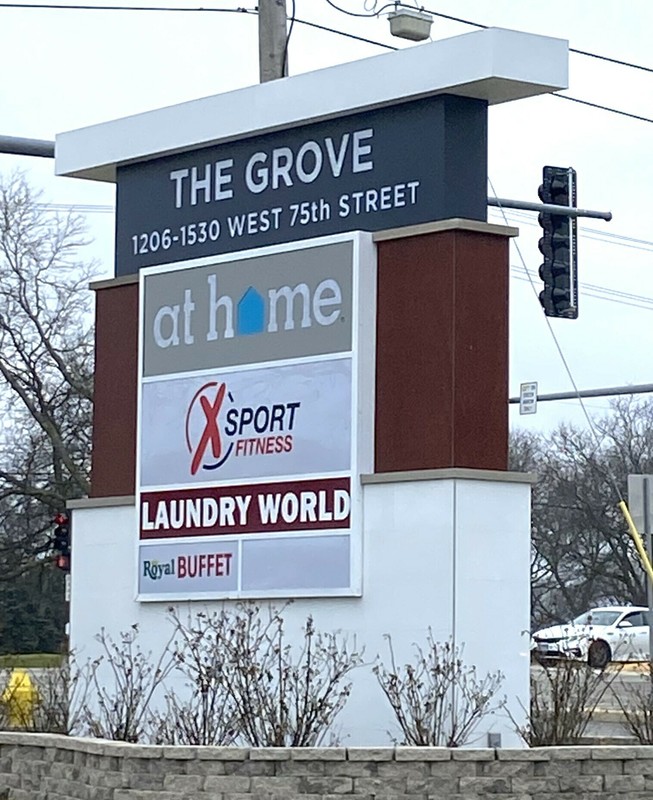 THE GROVE
1206-1530 WEST 75th STREET
at home
X SPORT
FITNESS
LAUNDRY WORLD
Royal BUFFET